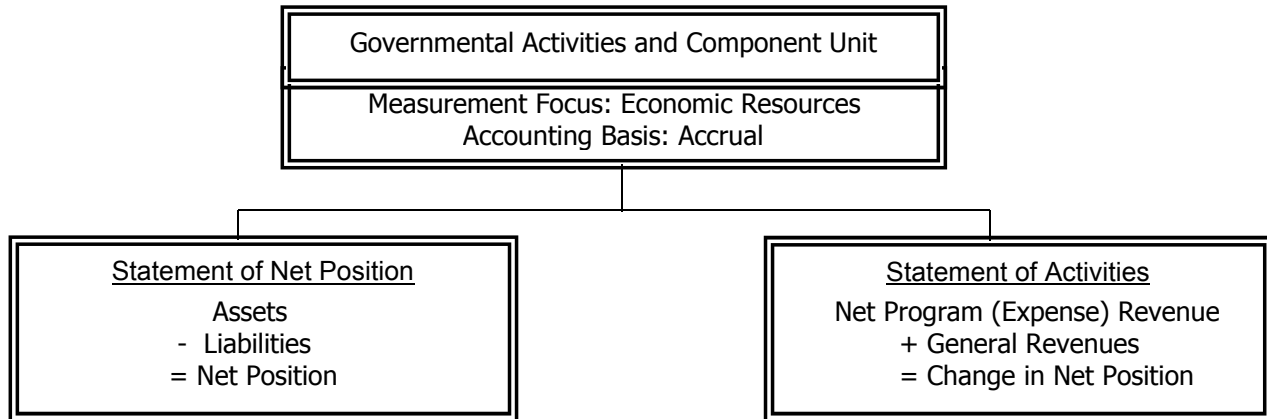 Governmental Activities and Component Unit
Measurement Focus: Economic Resources
Accounting Basis: Accrual
Statement of Net Position
Assets
- Liabilities
= Net Position
Statement of Activities
Net Program (Expense) Revenue
+ General Revenues
= Change in Net Position